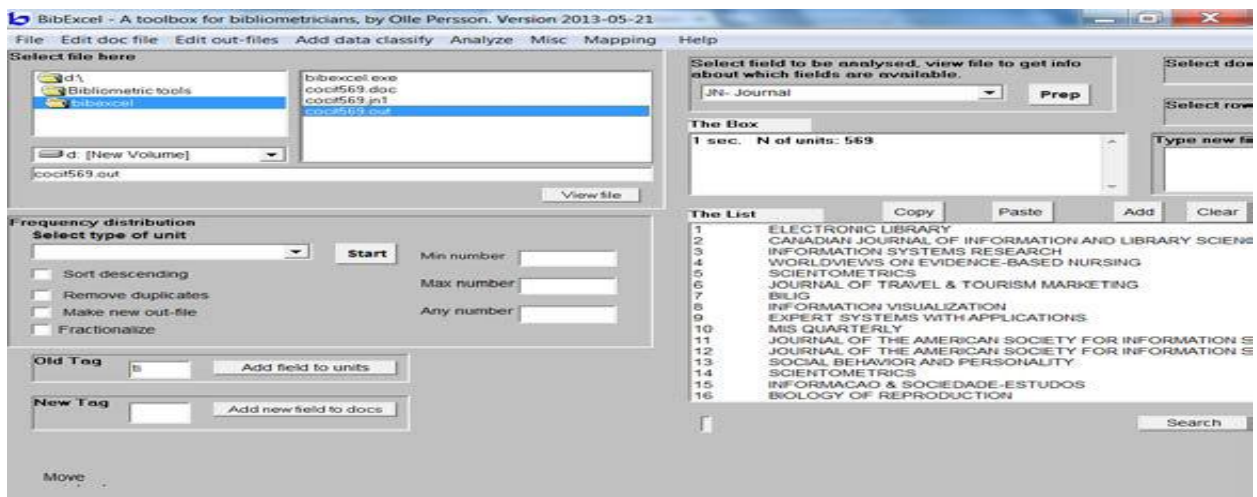 BibExcel - A toolbox for bibliometricians, by Olle Persson. Version 2013-05-21
File Edit doc file Edit out-files Add data classify Analyze Misc Mapping Help
Select file here
d:\
Bibliometric tools
bibexcel
bibexcel.exe
cocit569.doc
cocit569.jn1
cocit569.out
d: [New Volume]
cocit569.out
View file
Frequency distribution
Select type of unit
Start
Sort descending
Remove duplicates
Make new out-file
Fractionalize
Min number
Max number
Any number
Old Tag
Add field to units
New Tag
Add new field to docs
Move
Select field to be analysed, view file to get info
about which fields are available.
JN- Journal
Prep
Select dow
Select row
The Box
1 sec. N of units: 569
Type new
The List Copy Paste Add Clear
1 ELECTRONIC LIBRARY
2 CANADIAN JOURNAL OF INFORMATION AND LIBRARY SCIENC
3 INFORMATION SYSTEMS RESEARCH
4 WORLDVIEWS ON EVIDENCE-BASED NURSING
5 SCIENTOMETRICS
6 JOURNAL OF TRAVEL & TOURISM MARKETING
7 BILIG
8 INFORMATION VISUALIZATION
9 EXPERT SYSTEMS WITH APPLICATIONS
10 MIS QUARTERLY
11 JOURNAL OF THE AMERICAN SOCIETY FOR INFORMATION S
12 JOURNAL OF THE AMERICAN SOCIETY FOR INFORMATION S
13 SOCIAL BEHAVIOR AND PERSONALITY
14 SCIENTOMETRICS
15 INFORMACAO & SOCIEDADE-ESTUDOS
16 BIOLOGY OF REPRODUCTION
Search